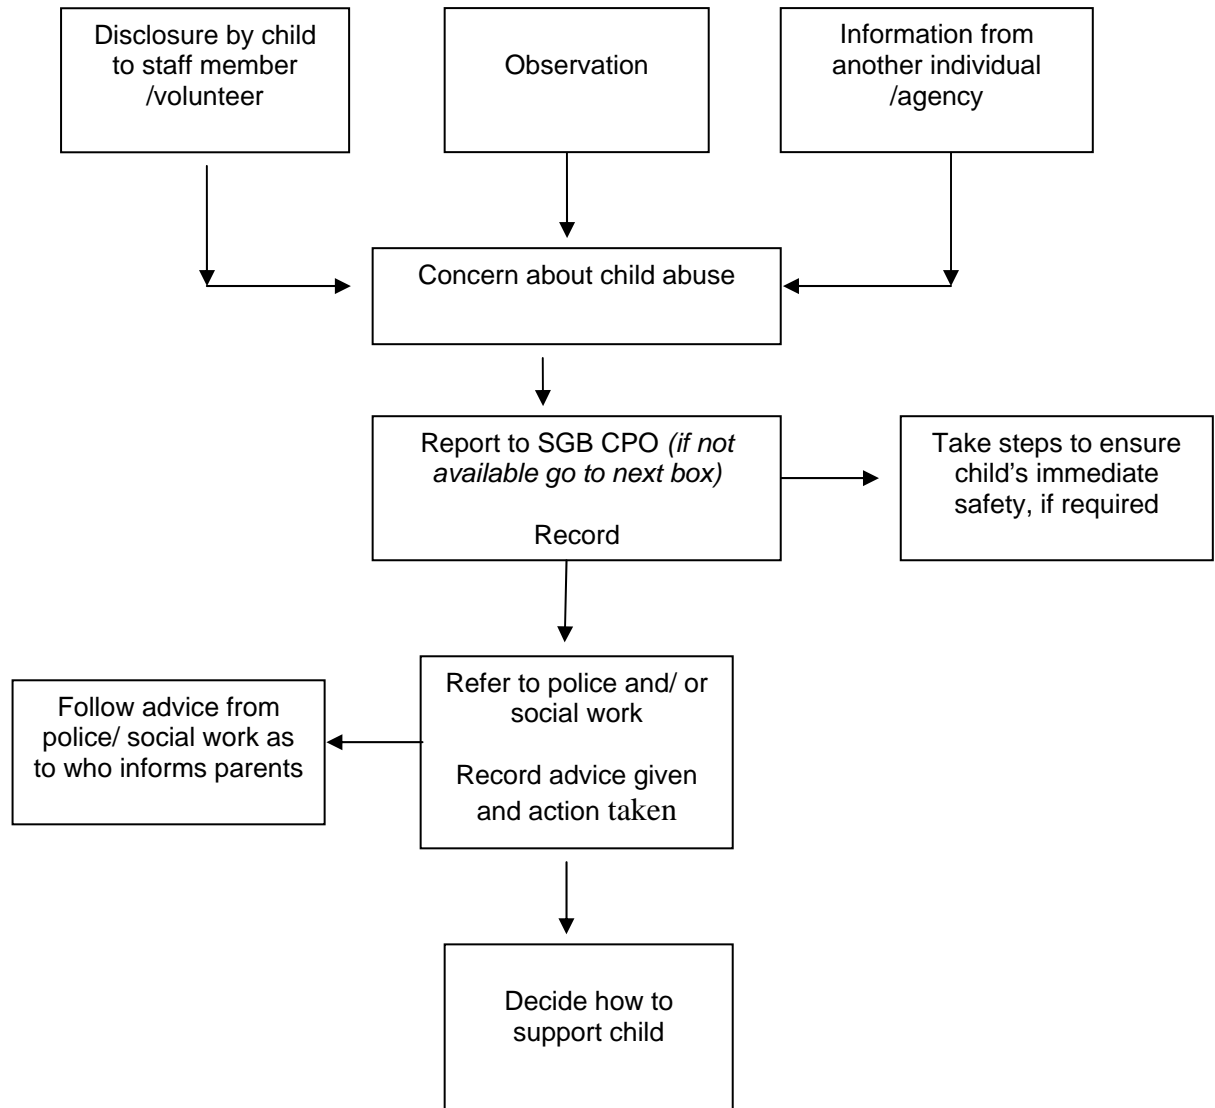 Disclosure by child
to staff member
/volunteer
Observation
Information from
another individual
/agency
Concern about child abuse
Report to SGB CPO (if not
available go to next box)
Record
Take steps to ensure
child’s immediate
safety, if required
Refer to police and/ or
social work
Record advice given
and action taken
Follow advice from
police/ social work as
to who informs parents
Decide how to
support child